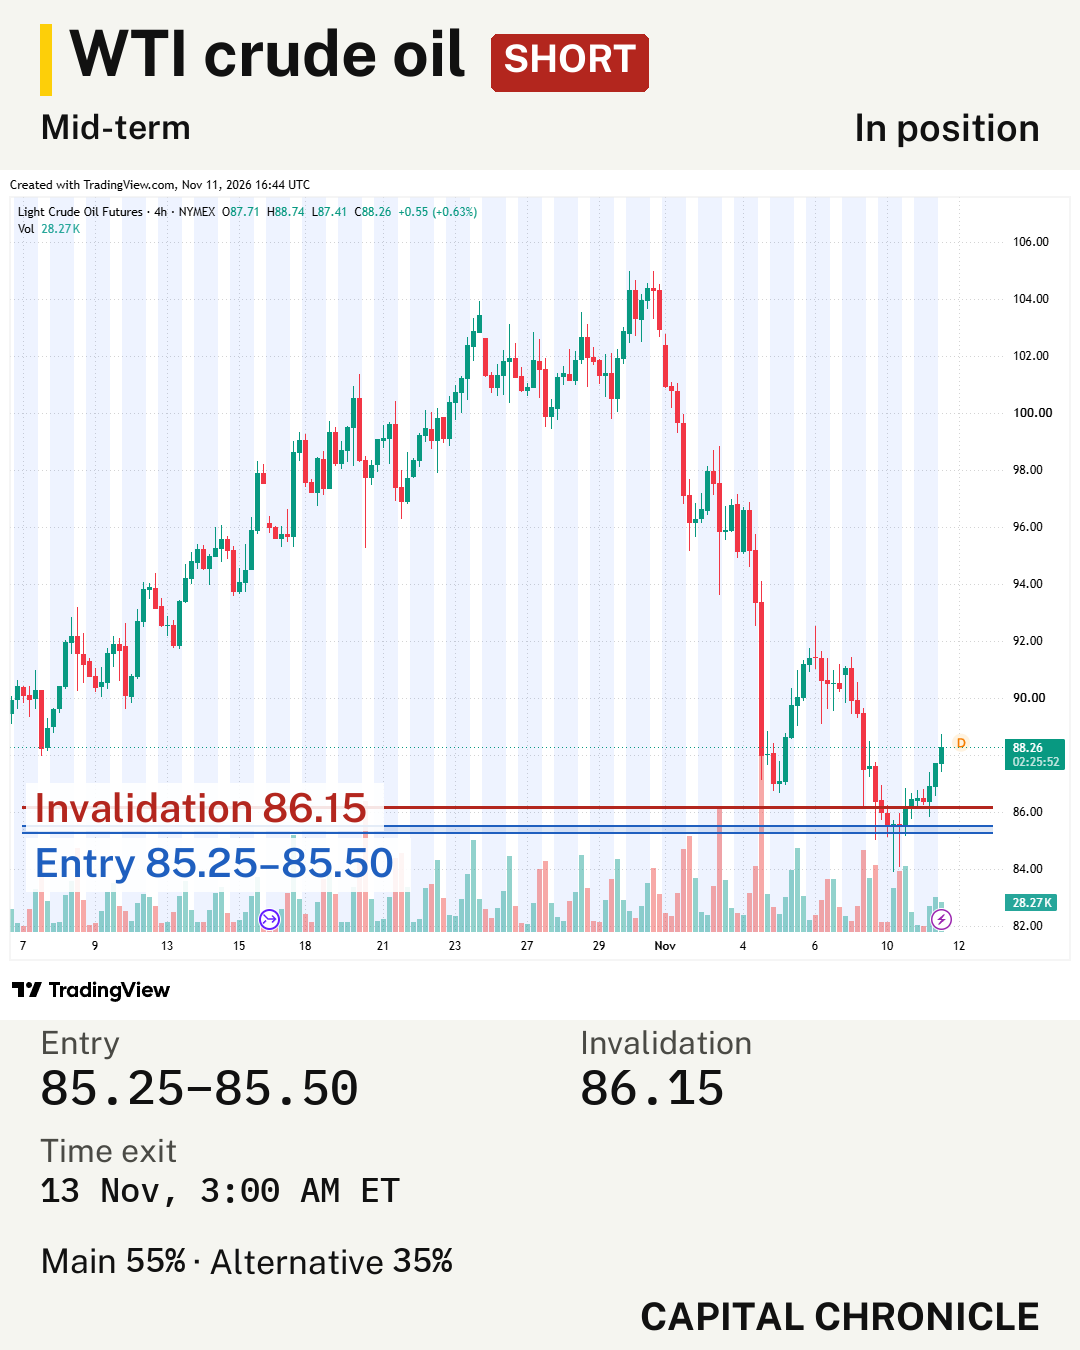 WTI crude oil SHORT
Mid-term In position
Created with TradingView.com, Nov 11, 2026 16:44 UTC
Light Crude Oil Futures · 4h · NYMEX O87.71 H88.74 L87.41 C88.26 +0.55 (+0.63%)
Vol 28.27K
106.00
104.00
102.00
100.00
98.00
96.00
94.00
92.00
90.00
D
88.26
02:25:52
Invalidation 86.15
86.00
Entry 85.25–85.50
84.00
28.27K
82.00
7 9 13 15 18 21 23 27 29 Nov 4 6 10 12
TradingView
Entry Invalidation
85.25–85.50 86.15
Time exit
13 Nov, 3:00 AM ET
Main 55% · Alternative 35%
CAPITAL CHRONICLE